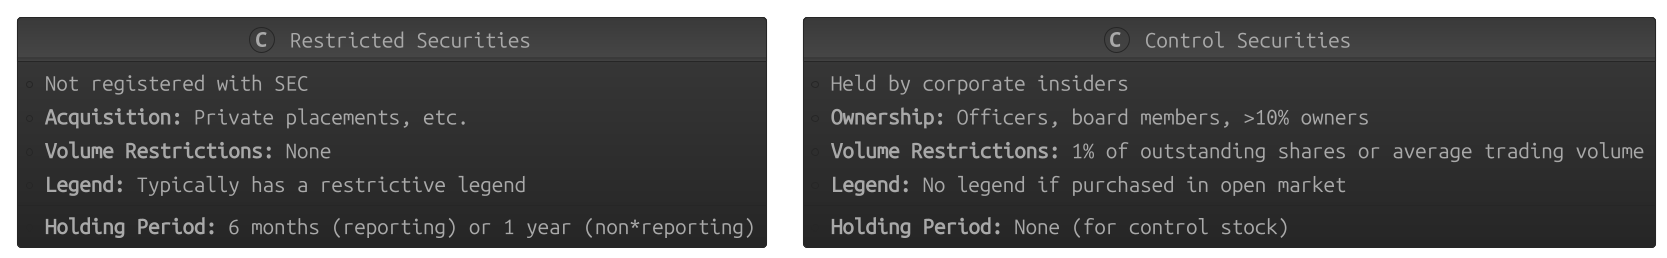 C Restricted Securities
Not registered with SEC
Acquisition: Private placements, etc.
Volume Restrictions: None
Legend: Typically has a restrictive legend
Holding Period: 6 months (reporting) or 1 year (non*reporting)
C Control Securities
Held by corporate insiders
Ownership: Officers, board members, >10% owners
Volume Restrictions: 1% of outstanding shares or average trading volume
Legend: No legend if purchased in open market
Holding Period: None (for control stock)